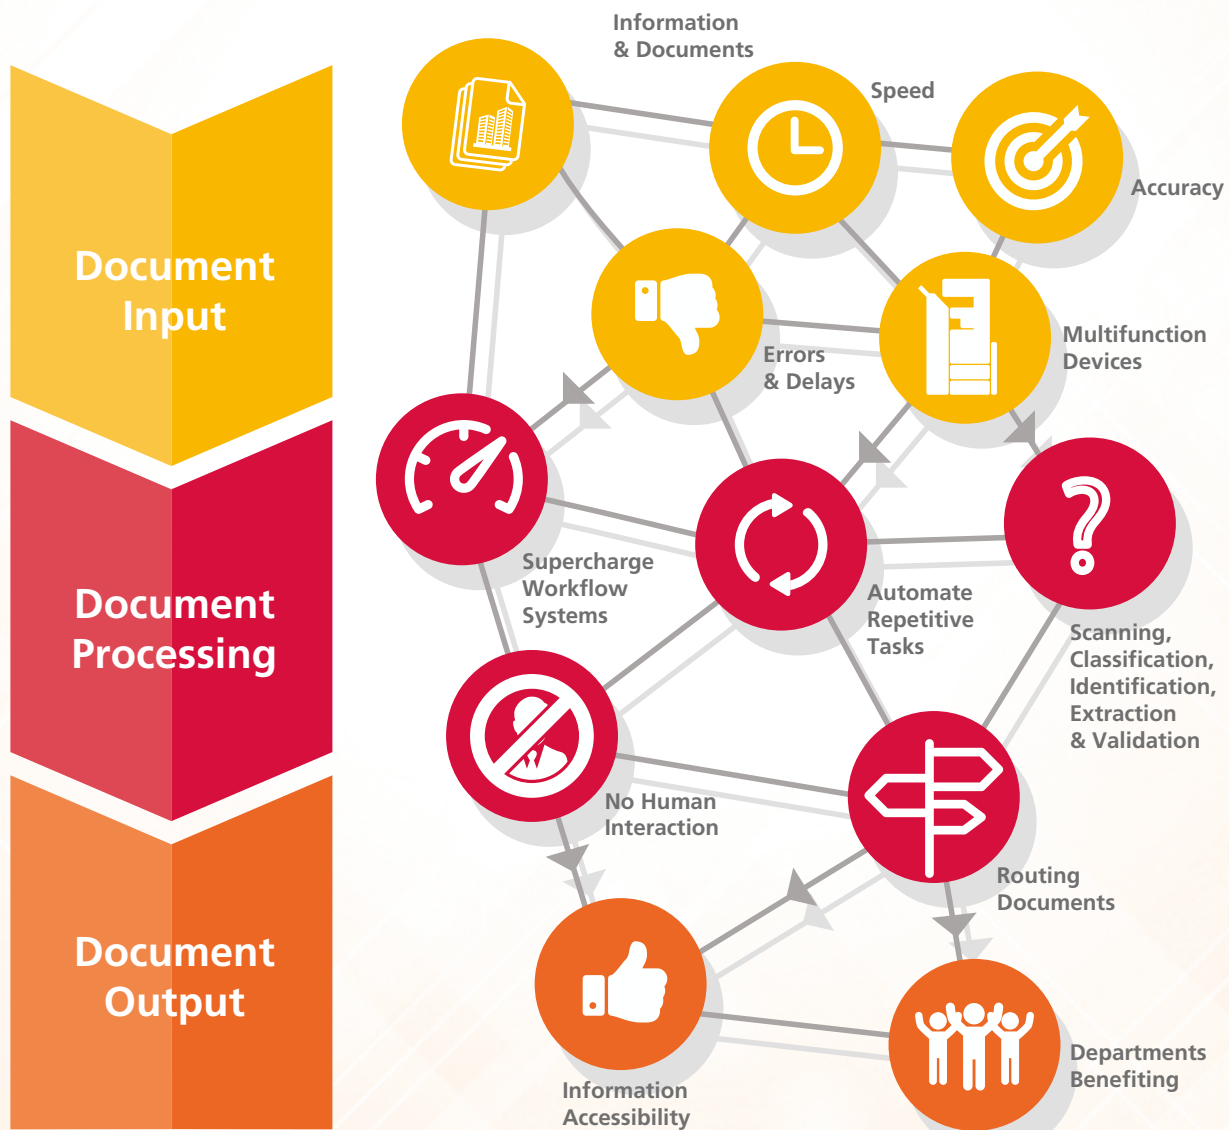 Information
& Documents
Speed
Accuracy
Document
Input
Errors
& Delays
Multifunction
Devices
Document
Processing
Supercharge
Workflow
Systems
Automate
Repetitive
Tasks
Scanning,
Classification,
Identification,
Extraction
& Validation
No Human
Interaction
Routing
Documents
Document
Output
Information
Accessibility
Departments
Benefiting